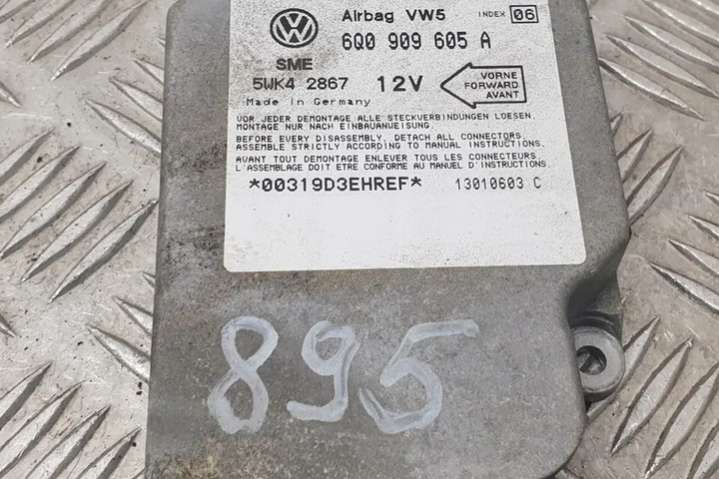 Airbag VW5 INDEX 06
6Q0 909 605 A
SME
5WK4 2867 12V
VORNE
FORWARD
AVANT
Made in Germany
VOR JEDER DEMONTAGE ALLE STECKVERBINDUNGEN LOESEN.
MONTAGE NUR NACH EINBAUANWEISUNG.
BEFORE EVERY DISASSEMBLY, DETACH ALL CONNECTORS
ASSEMBLE STRICTLY ACCORDING TO MANUAL INSTRUCTIONS.
AVANT TOUT DEMONTAGE ENLEVER TOUS LES CONNECTEURS.
L'ASSEMBLAGE DOIT ETRE CONFORME AU MANUEL D'INSTRUCTIONS
*00319D3EHREF* 13010603 C
895